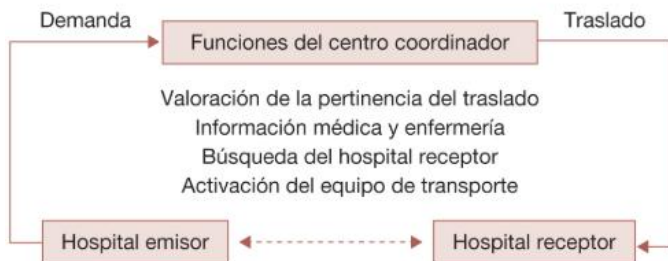 Demanda
Traslado
Funciones del centro coordinador
Valoración de la pertinencia del traslado
Información médica y enfermería
Búsqueda del hospital receptor
Activación del equipo de transporte
Hospital emisor
Hospital receptor